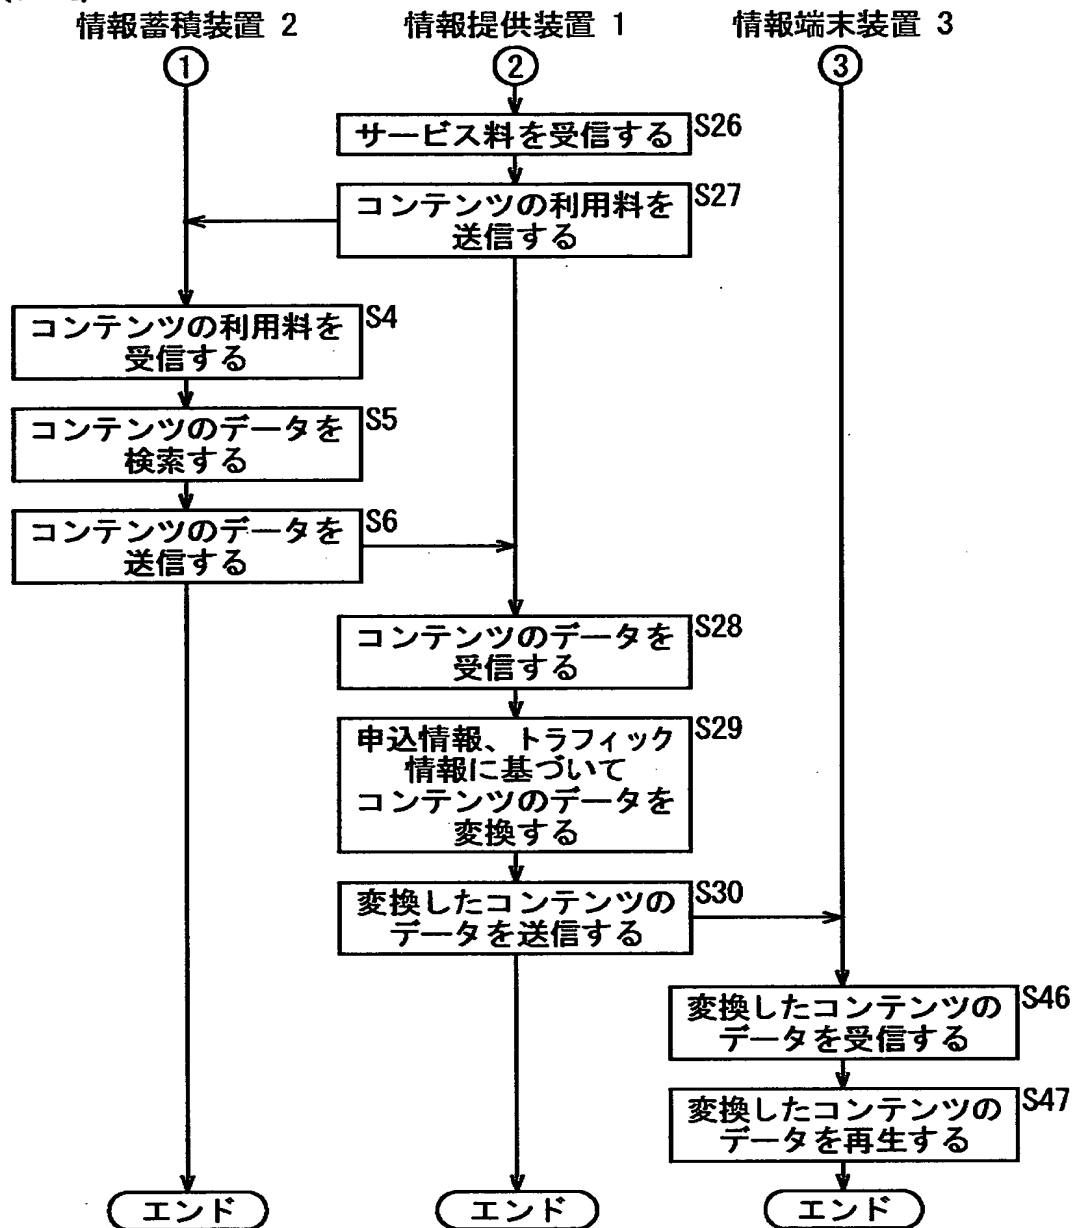 情報蓄積装置 2
情報提供装置 1
情報端末装置 3
①
②
③
サービス料を受信する
S26
コンテンツの利用料を
送信する
S27
コンテンツの利用料を
受信する
S4
コンテンツのデータを
検索する
S5
コンテンツのデータを
送信する
S6
コンテンツのデータを
受信する
S28
申込情報、トラフィック
情報に基づいて
コンテンツのデータを
変換する
S29
変換したコンテンツの
データを送信する
S30
変換したコンテンツの
データを受信する
S46
変換したコンテンツの
データを再生する
S47
エンド
エンド
エンド